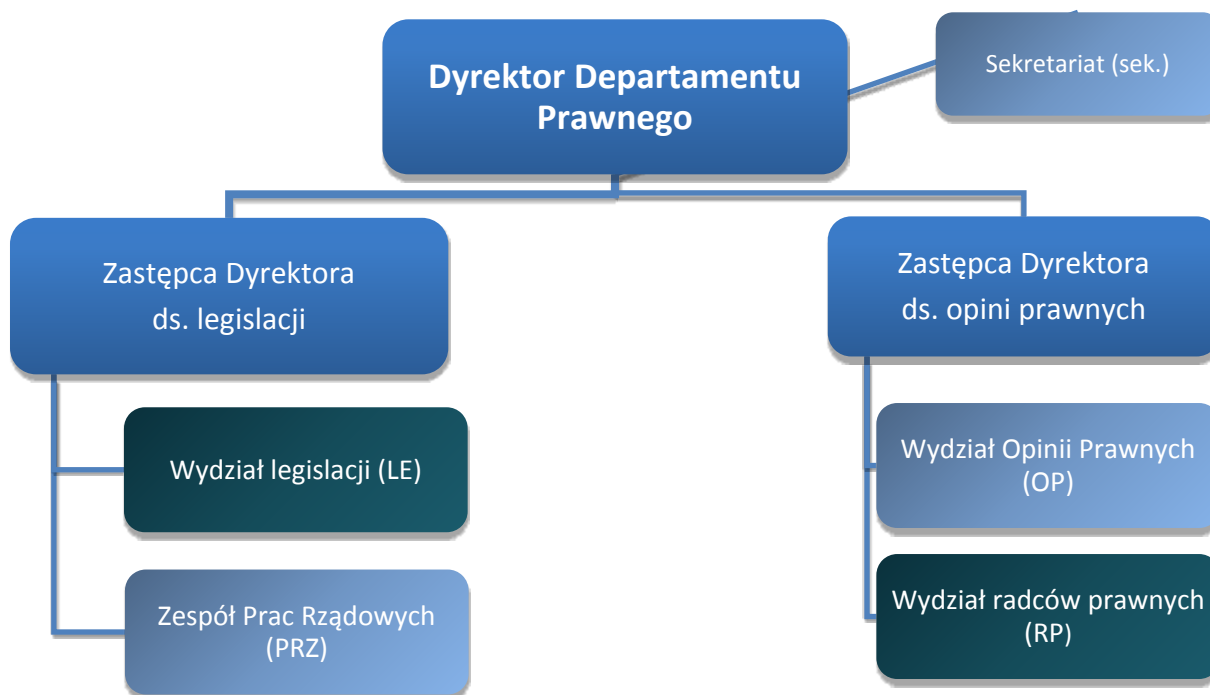 Dyrektor Departamentu
Prawnego
Sekretariat (sek.)
Zastępca Dyrektora
ds. legislacji
Zastępca Dyrektora
ds. opini prawnych
Wydział legislacji (LE)
Zespół Prac Rządowych
(PRZ)
Wydział Opinii Prawnych
(OP)
Wydział radców prawnych
(RP)